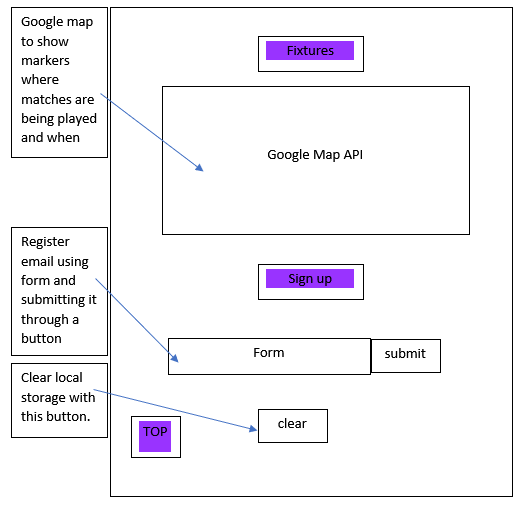 Google map
to show
markers
where
matches are
being played
and when
Fixtures
Google Map API
Register
email using
form and
submitting it
through a
button
Sign up
Form
submit
Clear local
storage with
this button.
TOP
clear